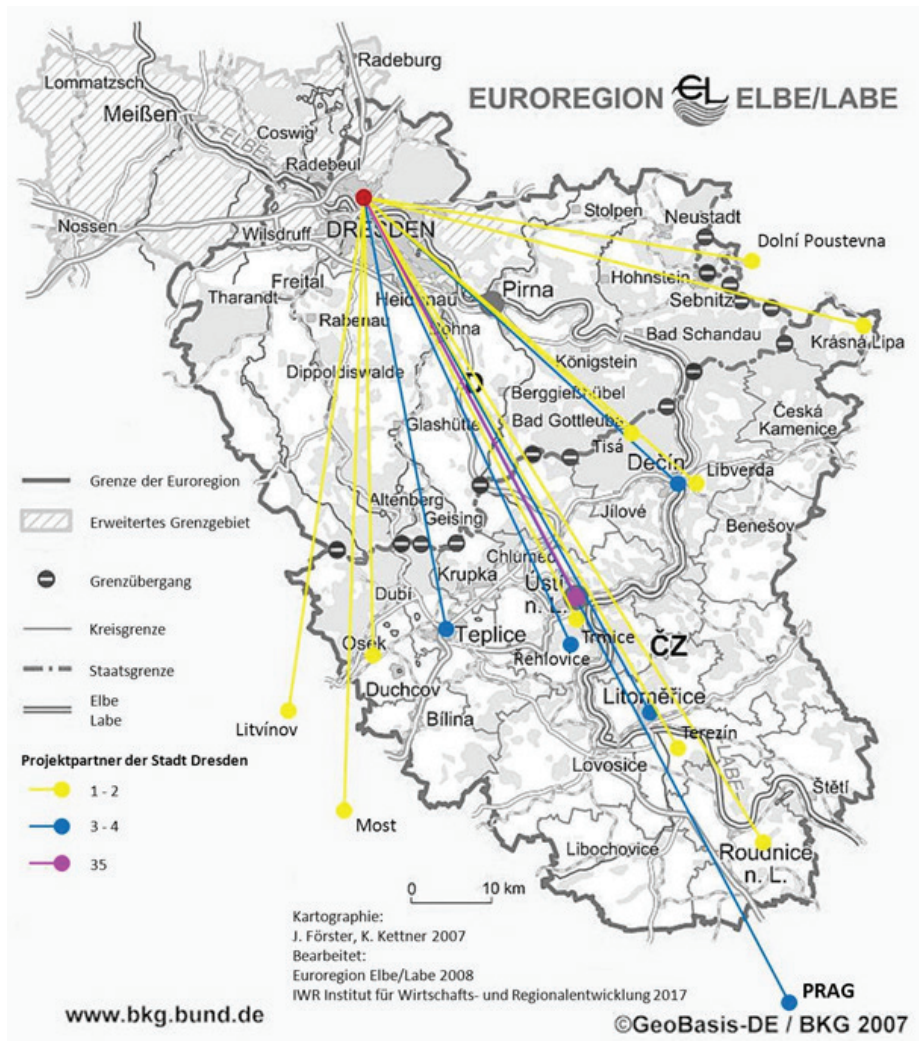 Radeburg
Lommatzsch
Meißen
EUROREGION EL ELBE/LABE
Coswig
ELBE
Radebeul
Stolpen
Neustadt
Nossen
Wilsdruff
DRESDEN
Dolní Poustevna
Hohnstein
Freital
Pirna
Tharandt
Heidenau
Sebnitz
Rabenau
Dohna
Bad Schandau
Krásná Lipa
Königstein
Dippoldiswalde
Berggießhübel
Česká
Kamenice
Bad Gottleuba
Glashütte
Tisá
Děčín
Libverda
Grenze der Euroregion
Altenberg
Jílové
Benešov
Erweitertes Grenzgebiet
Geising
Chlumec
Grenzübergang
Krupka
Ústí
n. L.
Dubí
Kreisgrenze
Teplice
Trmice
ČZ
Osek
Řehlovice
Staatsgrenze
Duchcov
Litoměřice
Elbe
Labe
Litvínov
Bílina
Terezín
Projektpartner der Stadt Dresden
Lovosice
LABE
Štětí
1 - 2
3 - 4
Most
35
Libochovice
Roudnice
n. L.
0 10 km
Kartographie:
J. Förster, K. Kettner 2007
Bearbeitet:
Euroregion Elbe/Labe 2008
IWR Institut für Wirtschafts- und Regionalentwicklung 2017
PRAG
www.bkg.bund.de
©GeoBasis-DE / BKG 2007